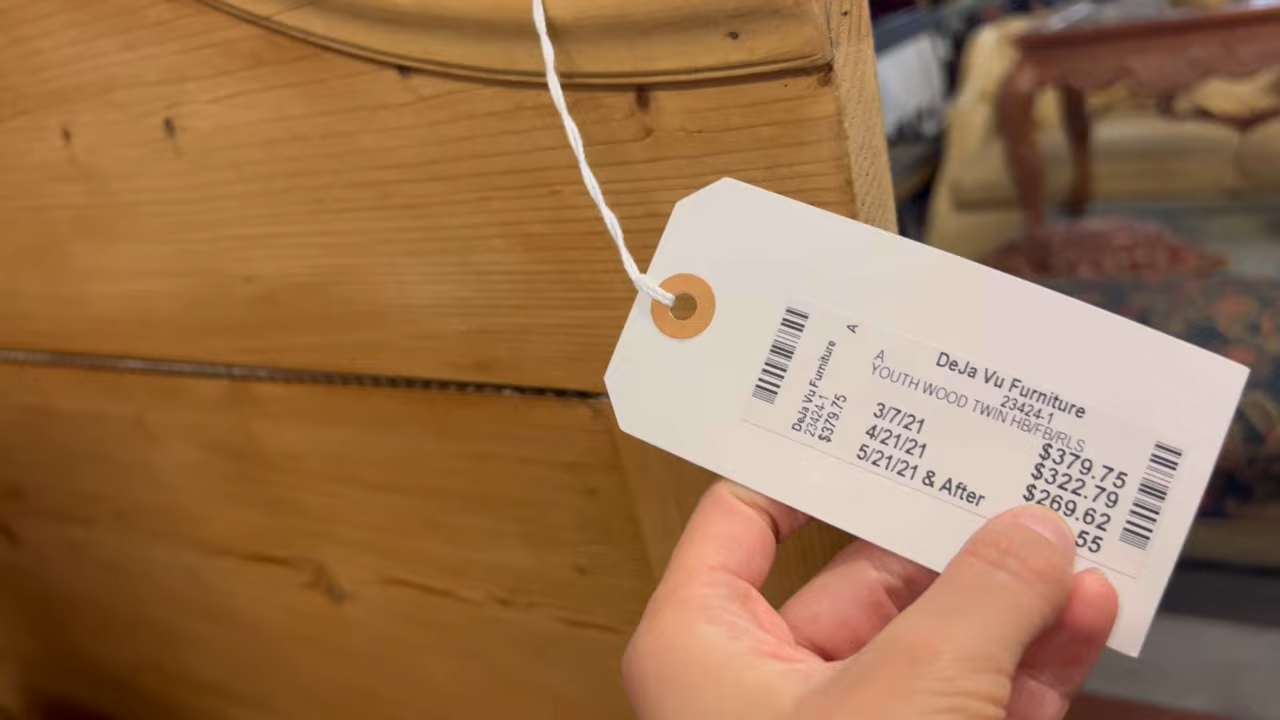 DeJa Vu Furniture
23424-1
$379.75
A
DeJa Vu Furniture
23424-1
A
YOUTH WOOD TWIN HB/FB/RLS
$379.75
3/7/21 $322.79
4/21/21 $269.62
5/21/21 & After 55